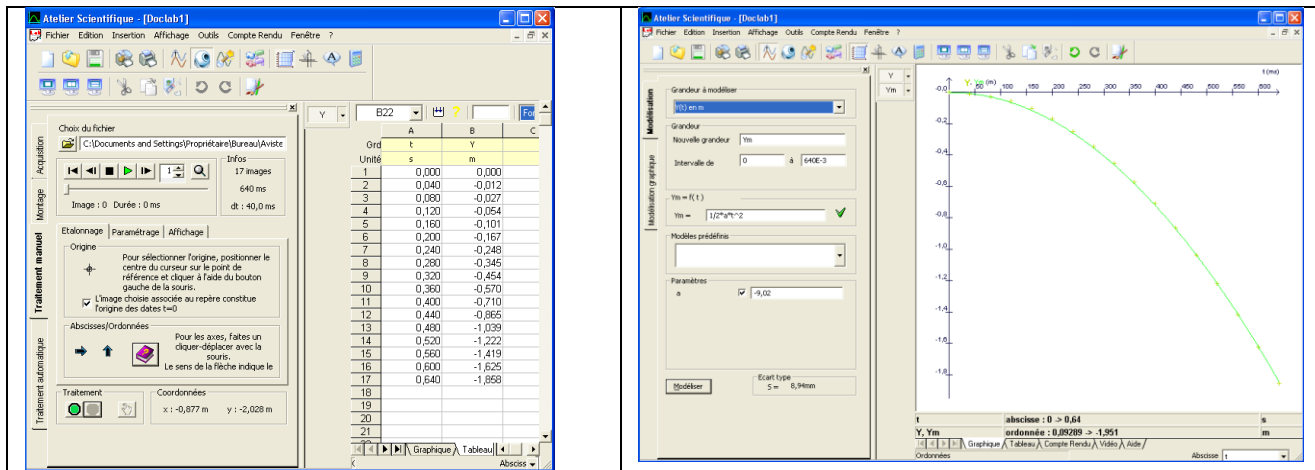 Atelier Scientifique - [Doclab1]
Fichier Edition Insertion Affichage Outils Compte Rendu Fenêtre ?
Acquisition
Montage
Traitement manuel
Traitement automatique
Choix du fichier
C:\Documents and Settings\Propriétaire\Bureau\Aviste
1
Infos
17 images
640 ms
dt : 40,0 ms
Image : 0 Durée : 0 ms
Etalonnage Paramétrage Affichage
Origine
Pour sélectionner l'origine, positionner le
centre du curseur sur le point de
référence et cliquer à l'aide du bouton
gauche de la souris.
L'image choisie associée au repère constitue
l'origine des dates t=0
Abscisses/Ordonnées
Pour les axes, faites un
cliquer-déplacer avec la
souris.
Le sens de la flèche indique le
Traitement
Coordonnées
x : -0,877 m y : -2,028 m
Y B22 For
A B C
Grd t Y
Unité s m
1 0,000 0,000
2 0,040 -0,012
3 0,080 -0,027
4 0,120 -0,054
5 0,160 -0,101
6 0,200 -0,167
7 0,240 -0,248
8 0,280 -0,345
9 0,320 -0,454
10 0,360 -0,570
11 0,400 -0,710
12 0,440 -0,865
13 0,480 -1,039
14 0,520 -1,222
15 0,560 -1,419
16 0,600 -1,625
17 0,640 -1,858
18
19
20
21
Graphique Tableau
Absciss
Atelier Scientifique - [Doclab1]
Fichier Edition Insertion Affichage Outils Compte Rendu Fenêtre ?
Modélisation
Modélisation graphique
Grandeur à modéliser
Y(t) en m
Grandeur
Nouvelle grandeur Ym
Intervalle de 0 à 640E-3
Ym = f( t )
Ym = 1/2*a*t^2
Modèles prédéfinis
Paramètres
a -9,02
Modéliser
Ecart type
S = 8,94mm
Y
Ym
t (ms)
Y, Ym (m)
50 100 150 200 250 300 350 400 450 500 550 600
-0,0
-0,2
-0,4
-0,6
-0,8
-1,0
-1,2
-1,4
-1,6
-1,8
t abscisse : 0 -> 0,64 s
Y, Ym ordonnée : 0,09289 -> -1,951 m
Graphique Tableau Compte Rendu Vidéo Aide
Ordonnées
Abscisse t